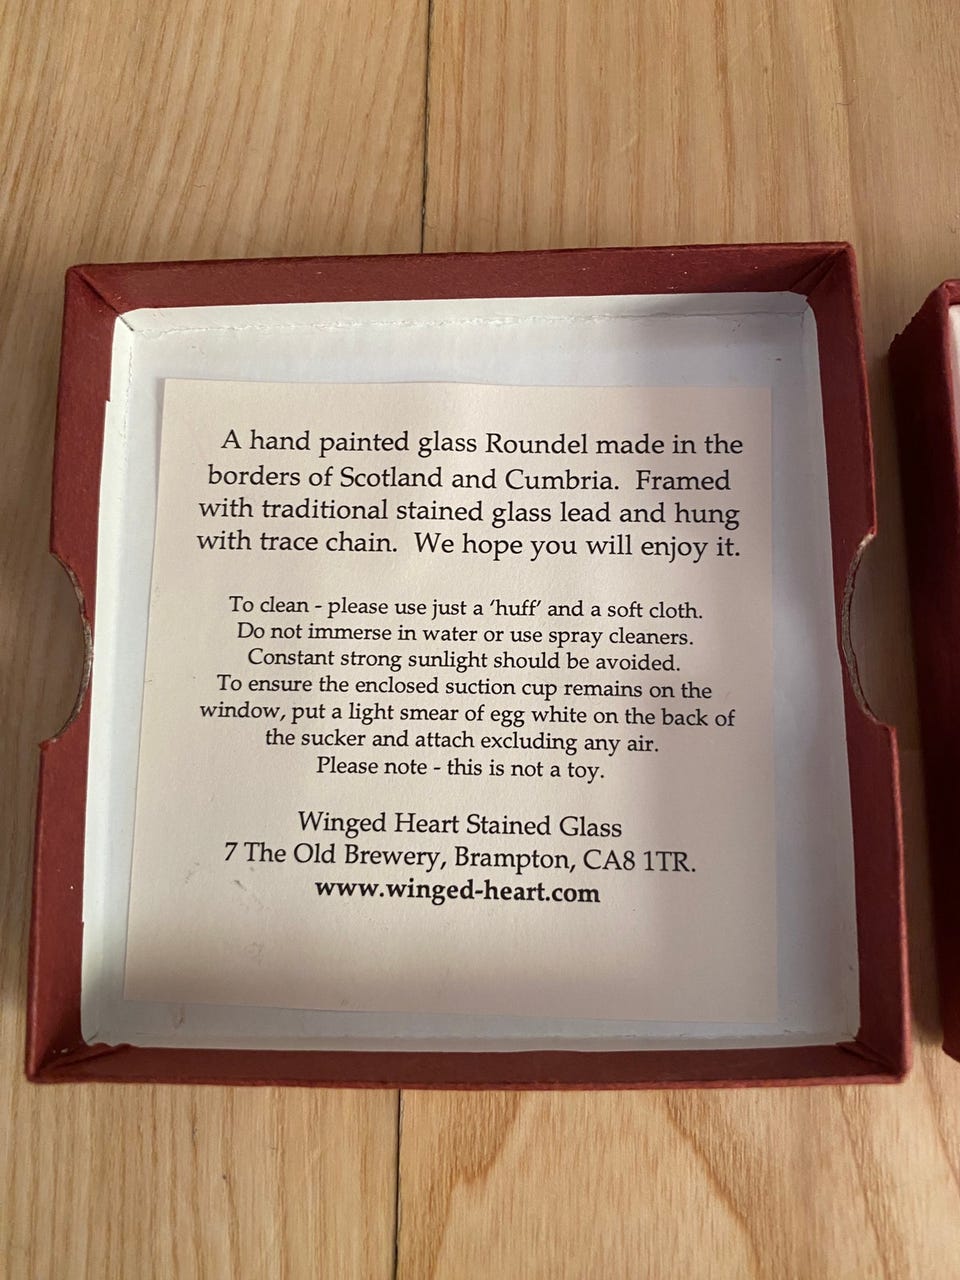 A hand painted glass Roundel made in the
borders of Scotland and Cumbria.  Framed
with traditional stained glass lead and hung
with trace chain.  We hope you will enjoy it.
To clean - please use just a 'huff' and a soft cloth.
Do not immerse in water or use spray cleaners.
Constant strong sunlight should be avoided.
To ensure the enclosed suction cup remains on the
window, put a light smear of egg white on the back of
the sucker and attach excluding any air.
Please note - this is not a toy.
Winged Heart Stained Glass
7 The Old Brewery, Brampton, CA8 1TR.
www.winged-heart.com